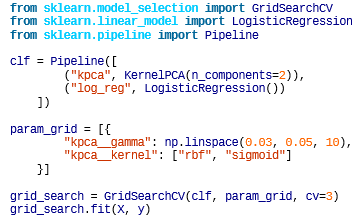 from sklearn.model_selection import GridSearchCV
from sklearn.linear_model import LogisticRegression
from sklearn.pipeline import Pipeline

clf = Pipeline([
        ("kpca", KernelPCA(n_components=2)),
        ("log_reg", LogisticRegression())
    ])

param_grid = [{
        "kpca__gamma": np.linspace(0.03, 0.05, 10),
        "kpca__kernel": ["rbf", "sigmoid"]
    }]

grid_search = GridSearchCV(clf, param_grid, cv=3)
grid_search.fit(X, y)